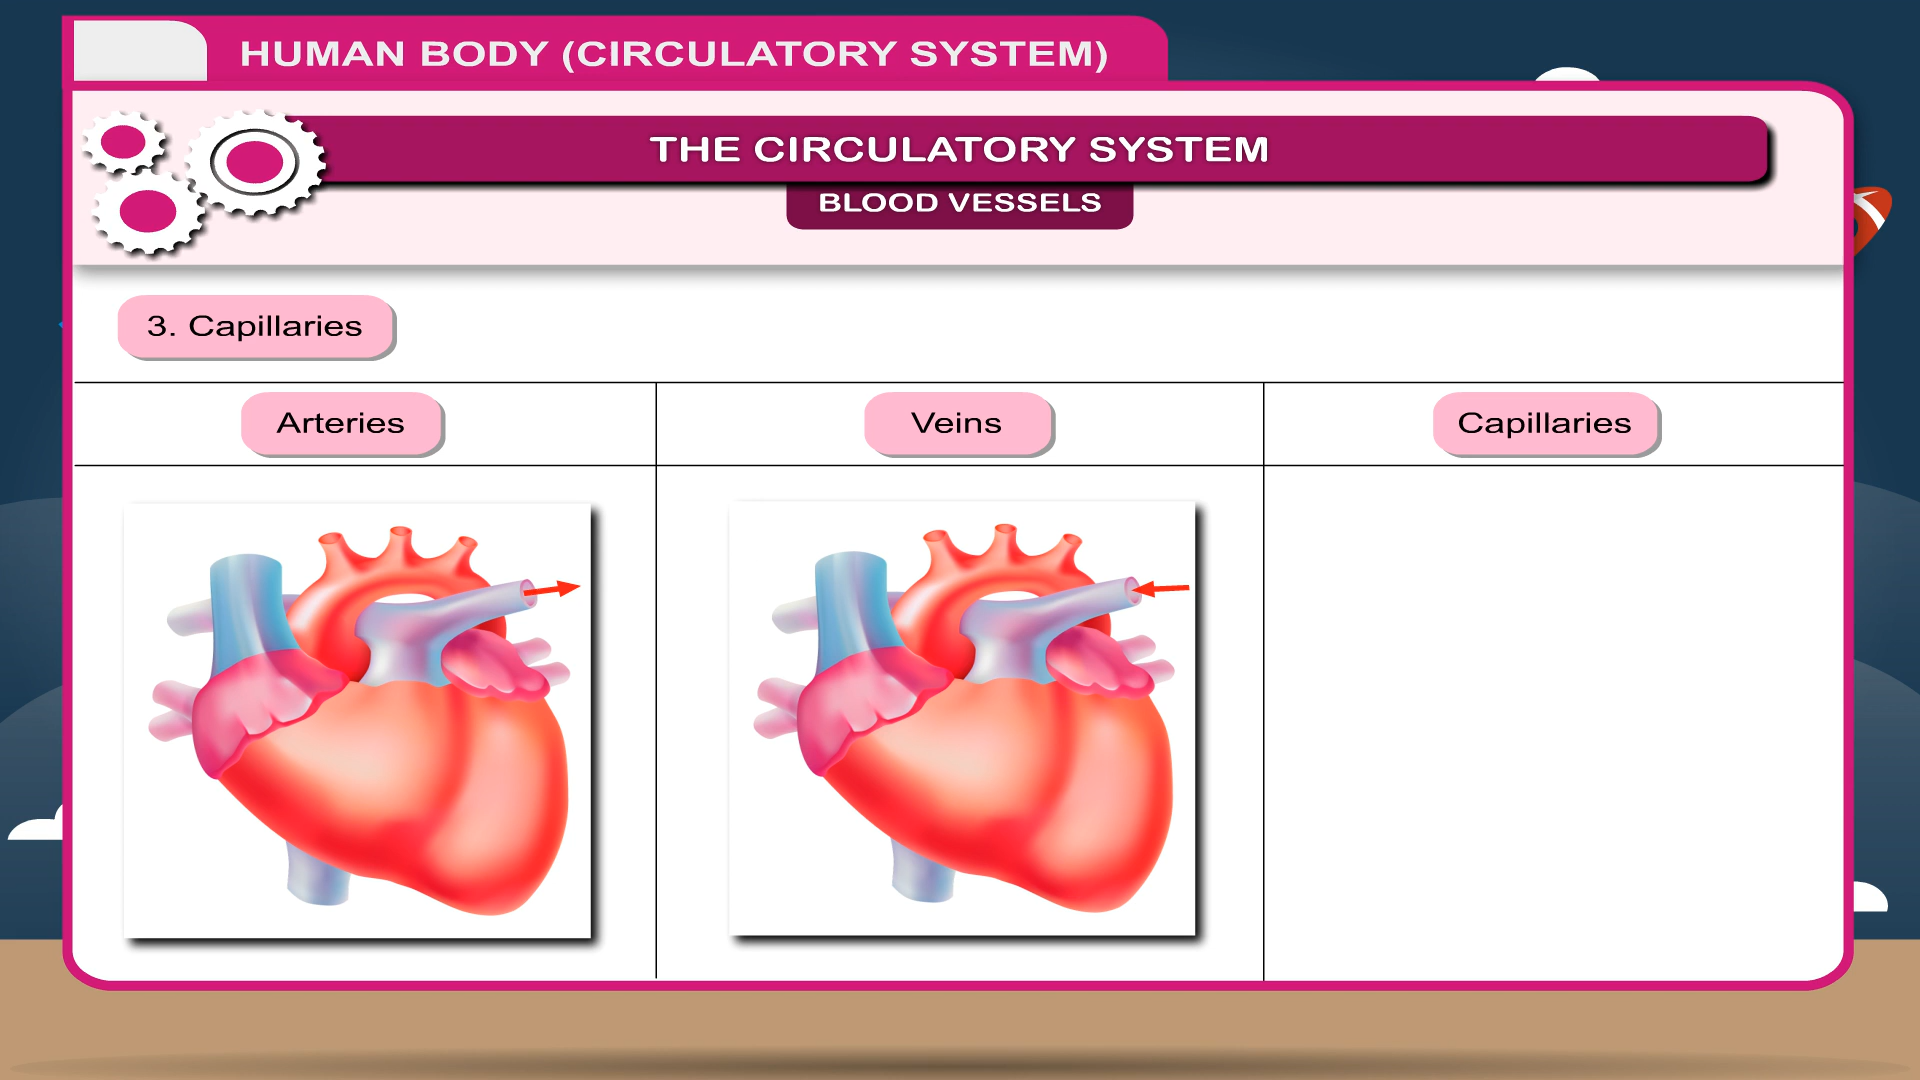 HUMAN BODY (CIRCULATORY SYSTEM)
THE CIRCULATORY SYSTEM
BLOOD VESSELS
3. Capillaries
Arteries
Veins
Capillaries